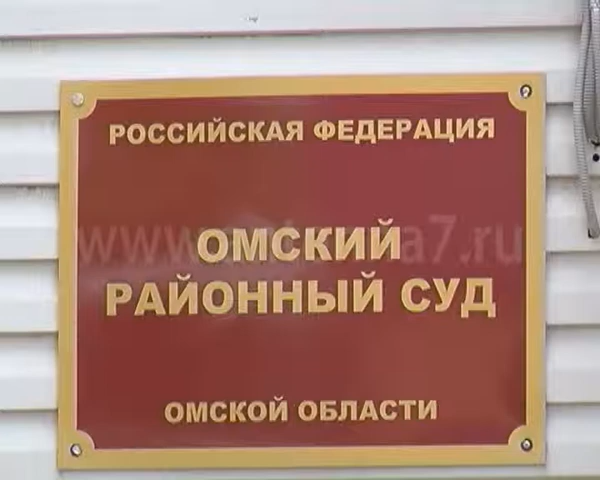 РОССИЙСКАЯ ФЕДЕРАЦИЯ
ОМСКИЙ
РАЙОННЫЙ СУД
ОМСКОЙ ОБЛАСТИ